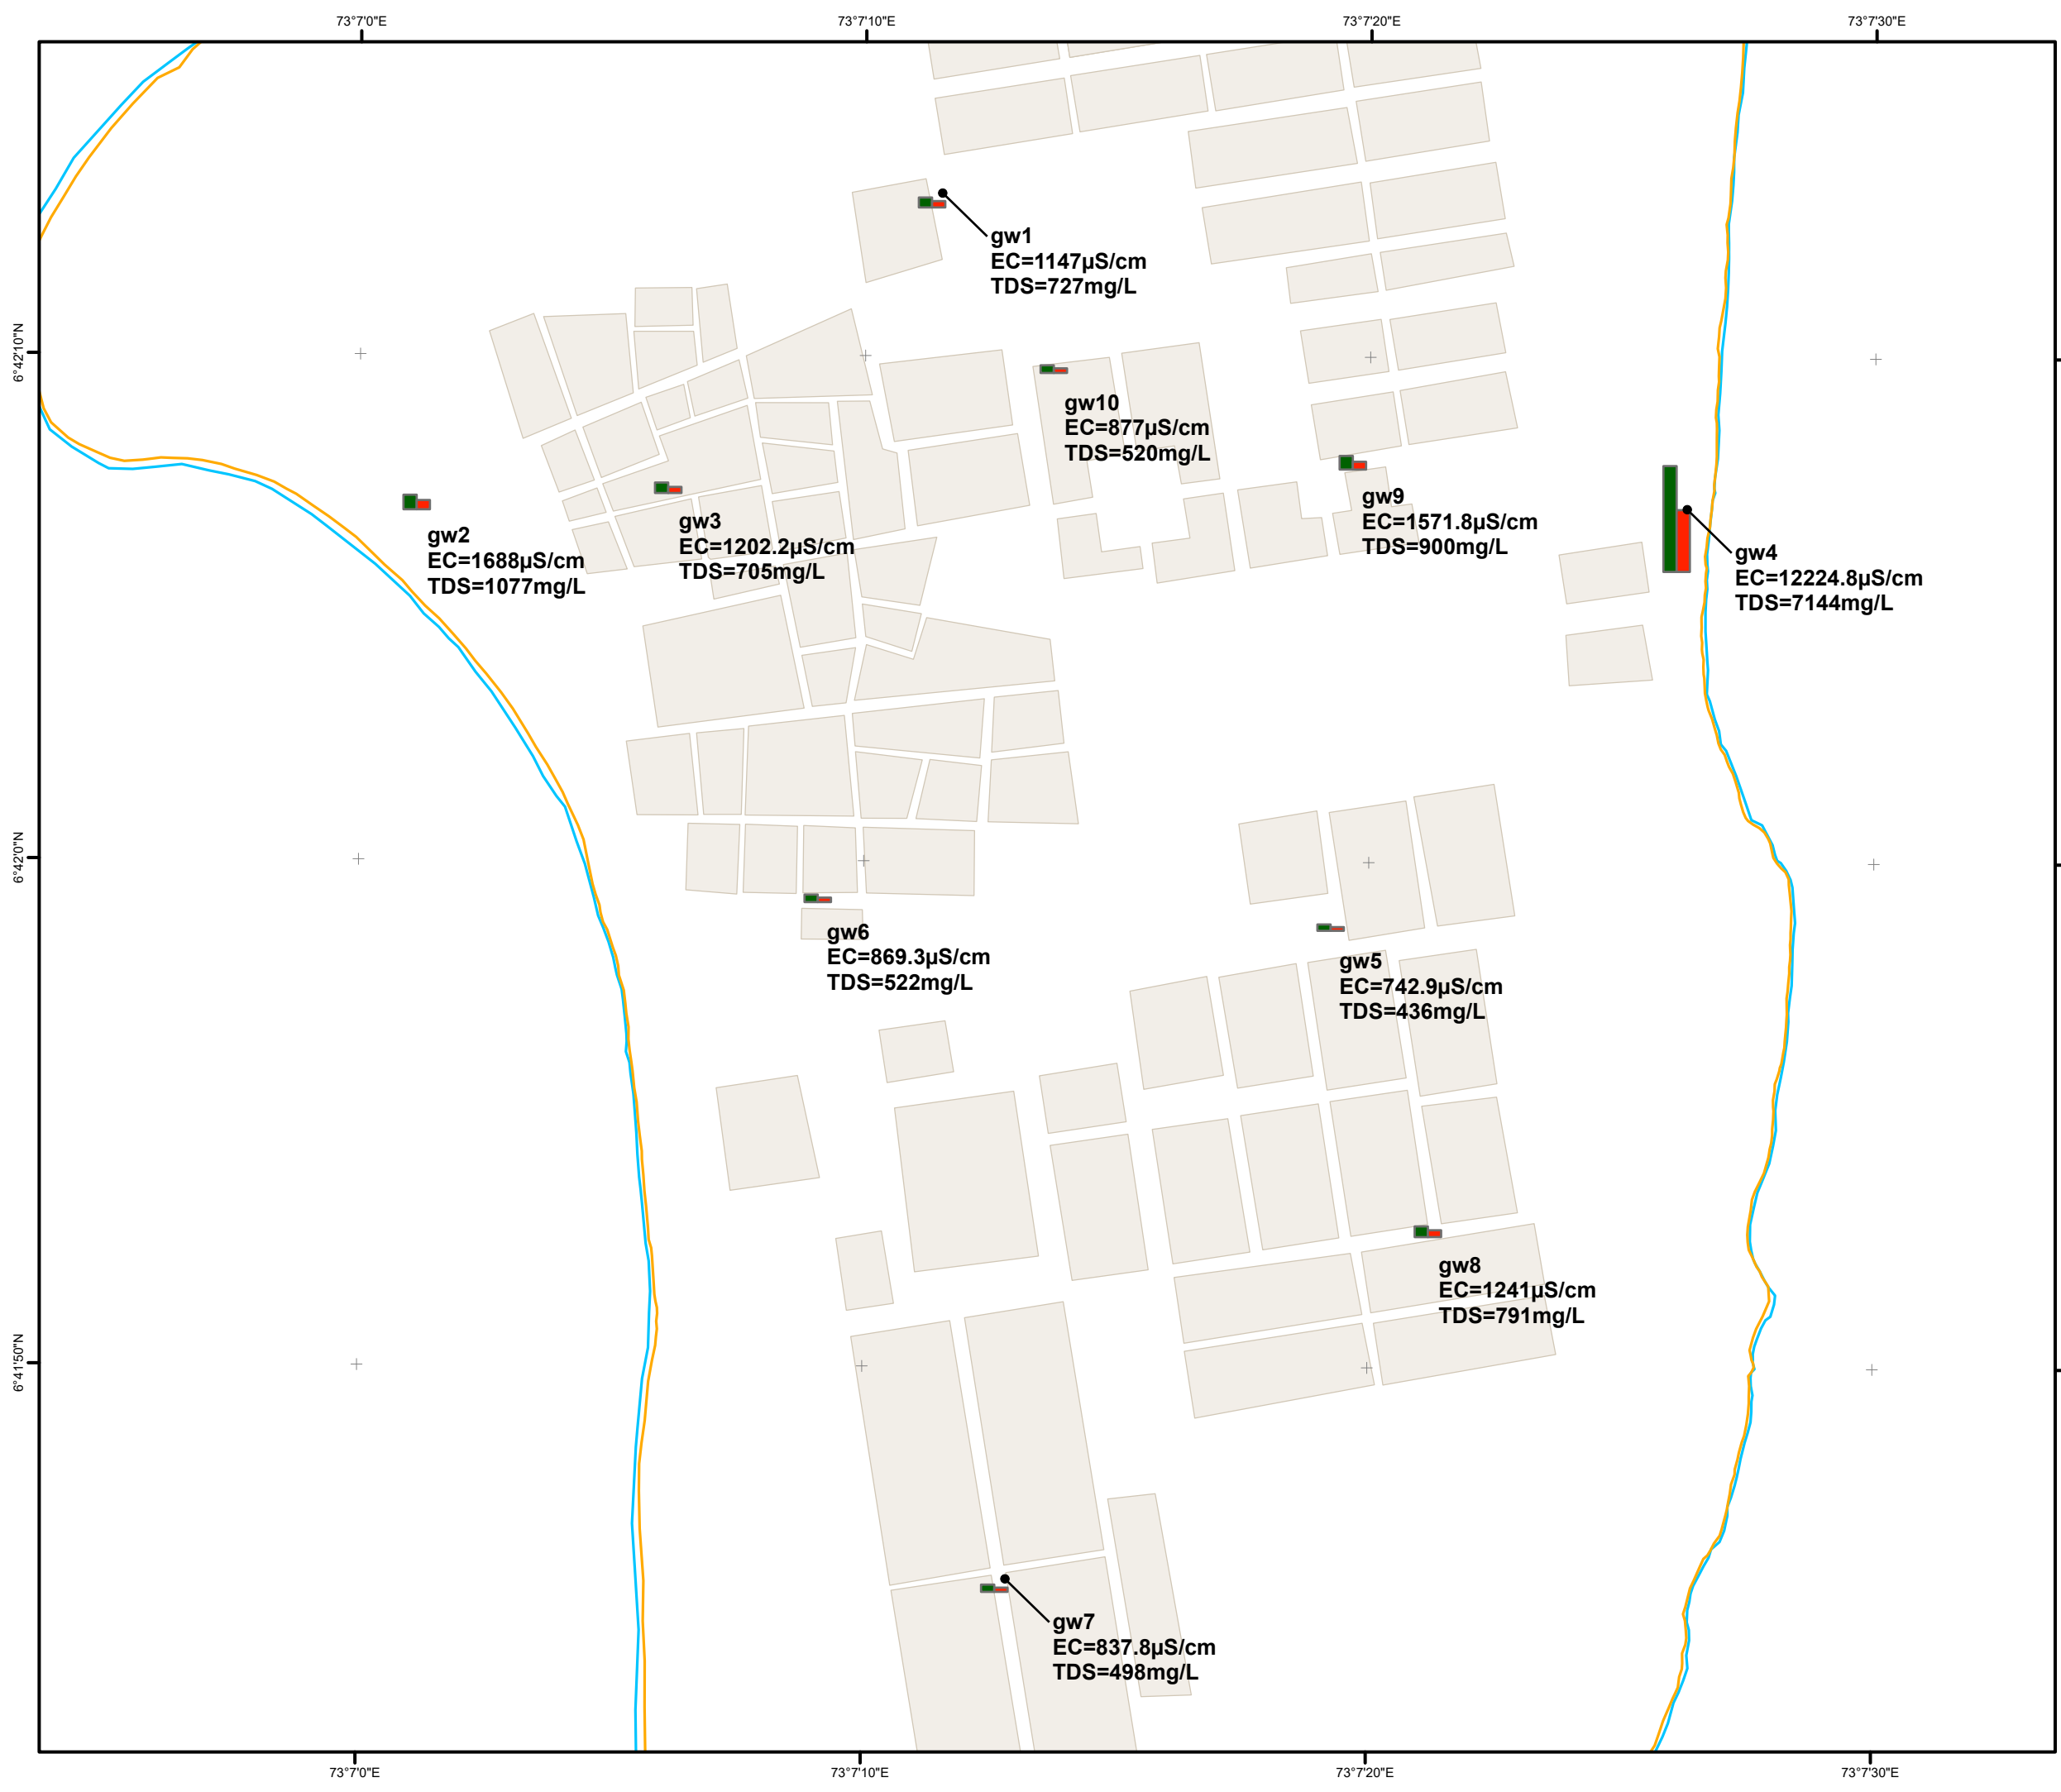 73°7'0"E
73°7'10"E
73°7'20"E
73°7'30"E
gw1
EC=1147µS/cm
TDS=727mg/L
6°42'10"N
gw10
EC=877µS/cm
TDS=520mg/L
gw9
EC=1571.8µS/cm
TDS=900mg/L
gw3
EC=1202.2µS/cm
TDS=705mg/L
gw2
EC=1688µS/cm
TDS=1077mg/L
gw4
EC=12224.8µS/cm
TDS=7144mg/L
6°42'0"N
gw6
EC=869.3µS/cm
TDS=522mg/L
gw5
EC=742.9µS/cm
TDS=436mg/L
gw8
EC=1241µS/cm
TDS=791mg/L
6°41'50"N
gw7
EC=837.8µS/cm
TDS=498mg/L
73°7'0"E
73°7'10"E
73°7'20"E
73°7'30"E